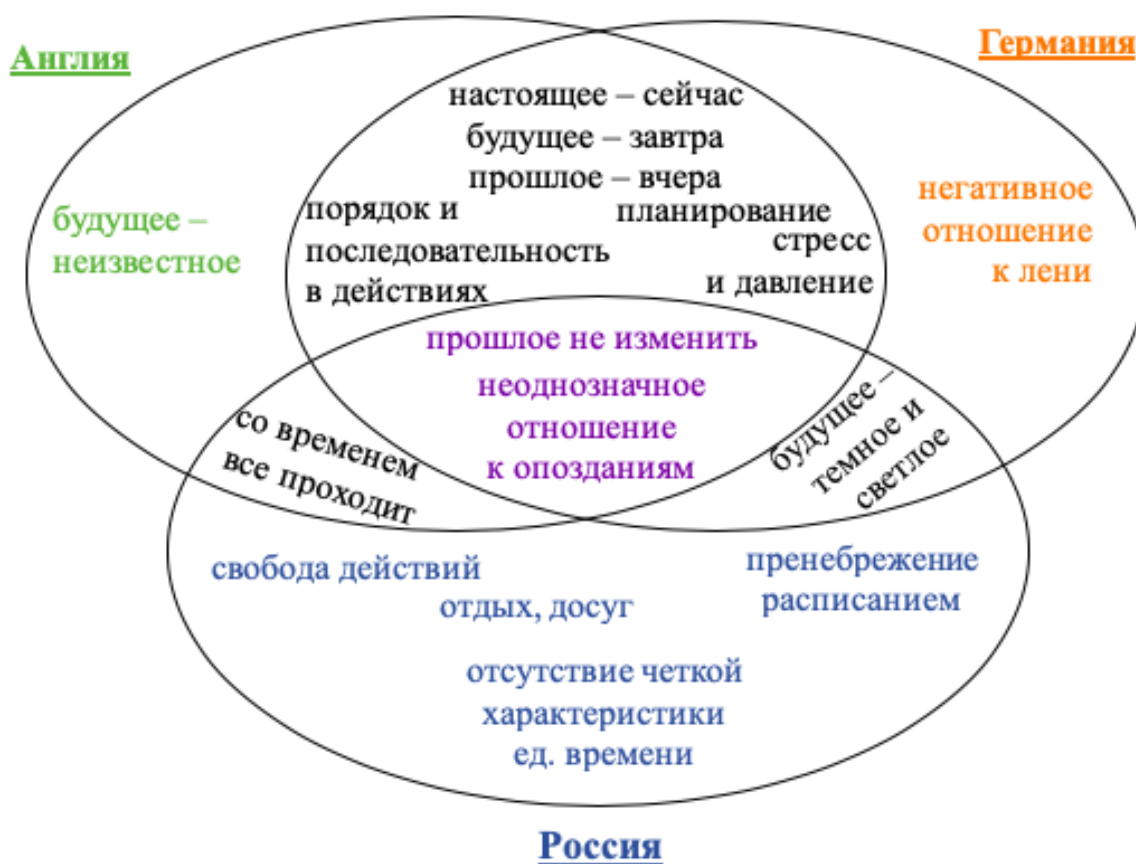 Англия
Германия
настоящее – сейчас
будущее – завтра
прошлое – вчера
порядок и
последовательность
в действиях
планирование
стресс
и давление
будущее –
неизвестное
негативное
отношение
к лени
прошлое не изменить
неоднозначное
отношение
к опозданиям
со временем
все проходит
будущее –
темное и
светлое
свобода действий
отдых, досуг
пренебрежение
расписанием
отсутствие четкой
характеристики
ед. времени
Россия